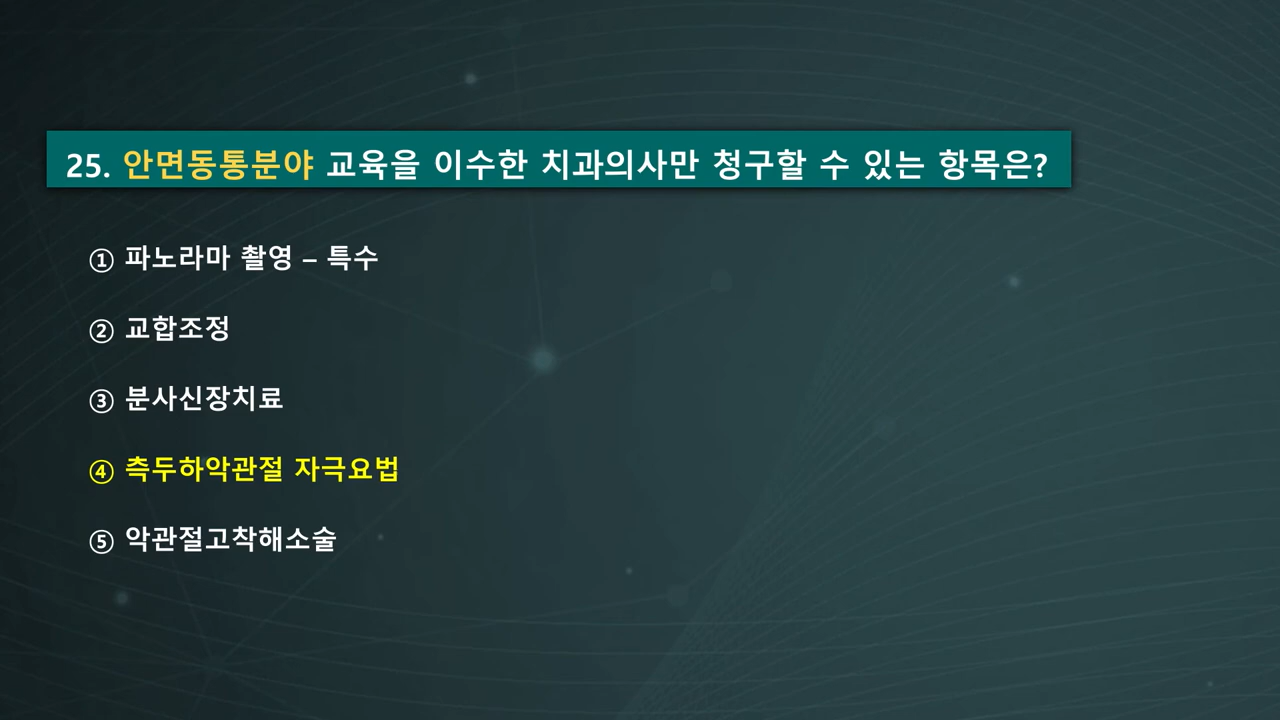 25. 안면동통분야 교육을 이수한 치과의사만 청구할 수 있는 항목은?
① 파노라마 촬영 – 특수
② 교합조정
③ 분사신장치료
④ 측두하악관절 자극요법
⑤ 악관절고착해소술